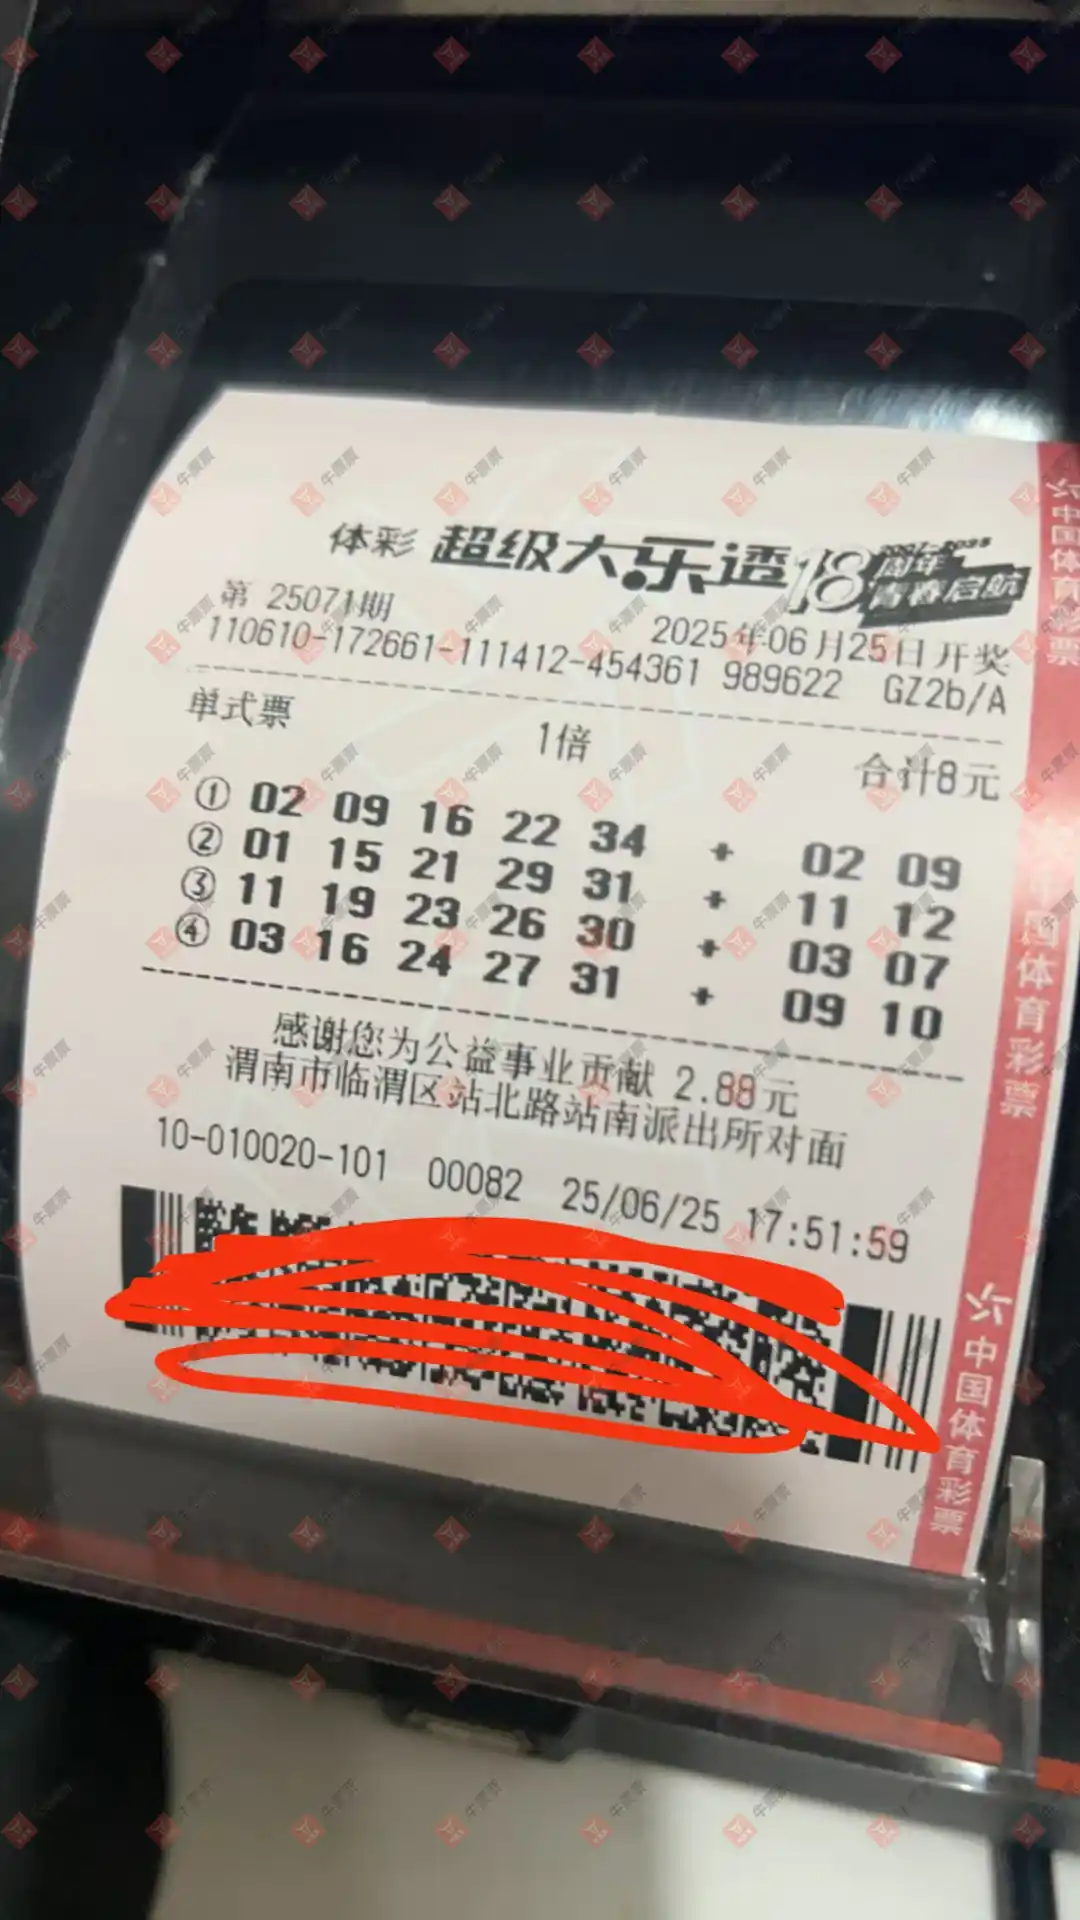 体彩 超级大乐透 18周年 2007-2025 青春启航
第 25071期 2025年06月25日开奖
110610-172661-111412-454361 989622 GZ2b/A
单式票 1倍 合计8元
① 02 09 16 22 34 + 02 09
② 01 15 21 29 31 + 11 12
③ 11 19 23 26 30 + 03 07
④ 03 16 24 27 31 + 09 10
感谢您为公益事业贡献 2.88元
渭南市临渭区站北路站南派出所对面
10-010020-101 00082 25/06/25 17:51:59
中国体育彩票
中国体育彩票
中国体育彩票
牛票票